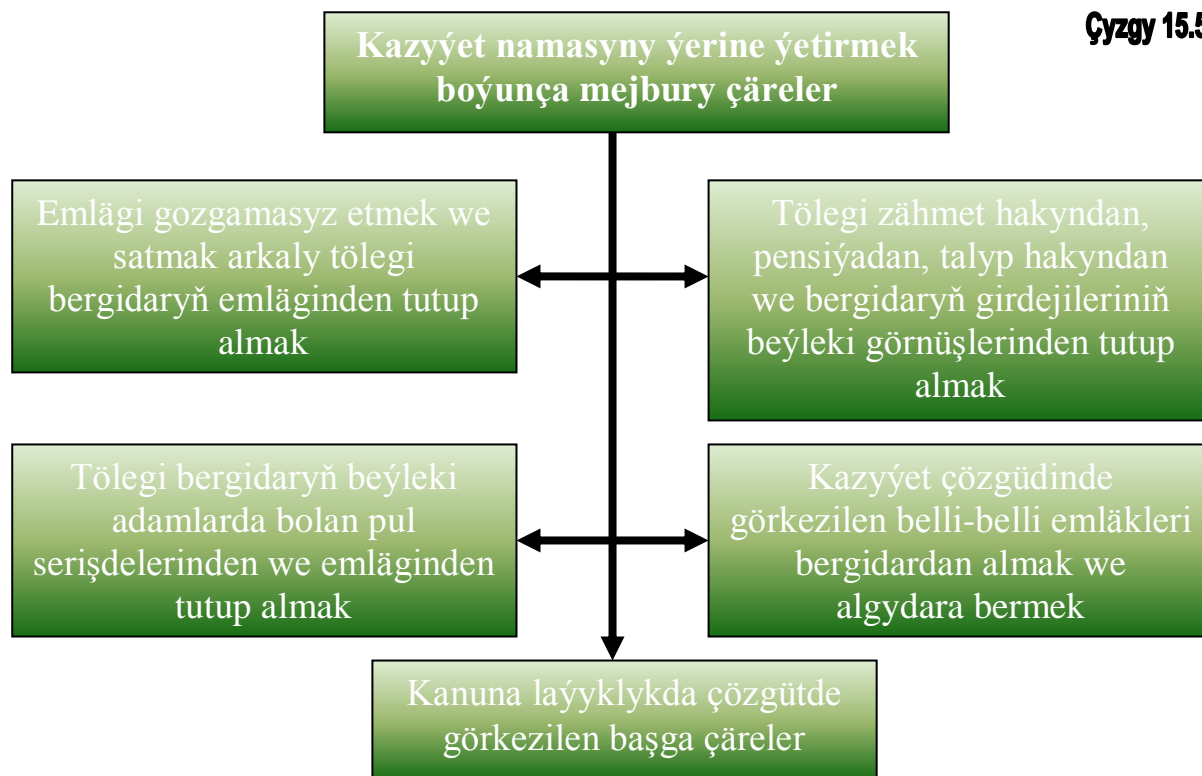 Çyzgy 15.5
Kazyýet namasyny ýerine ýetirmek
boýunça mejbury çäreler
Emlägi gozgamasyz etmek we
satmak arkaly tölegi
bergidaryň emläginden tutup
almak
Tölegi zähmet hakyndan,
pensiýadan, talyp hakyndan
we bergidaryň girdejileriniň
beýleki görnüşlerinden tutup
almak
Tölegi bergidaryň beýleki
adamlarda bolan pul
serişdelerinden we emläginden
tutup almak
Kazyýet çözgüdinde
görkezilen belli-belli emläkleri
bergidardan almak we
algydara bermek
Kanuna laýyklykda çözgütde
görkezilen başga çäreler